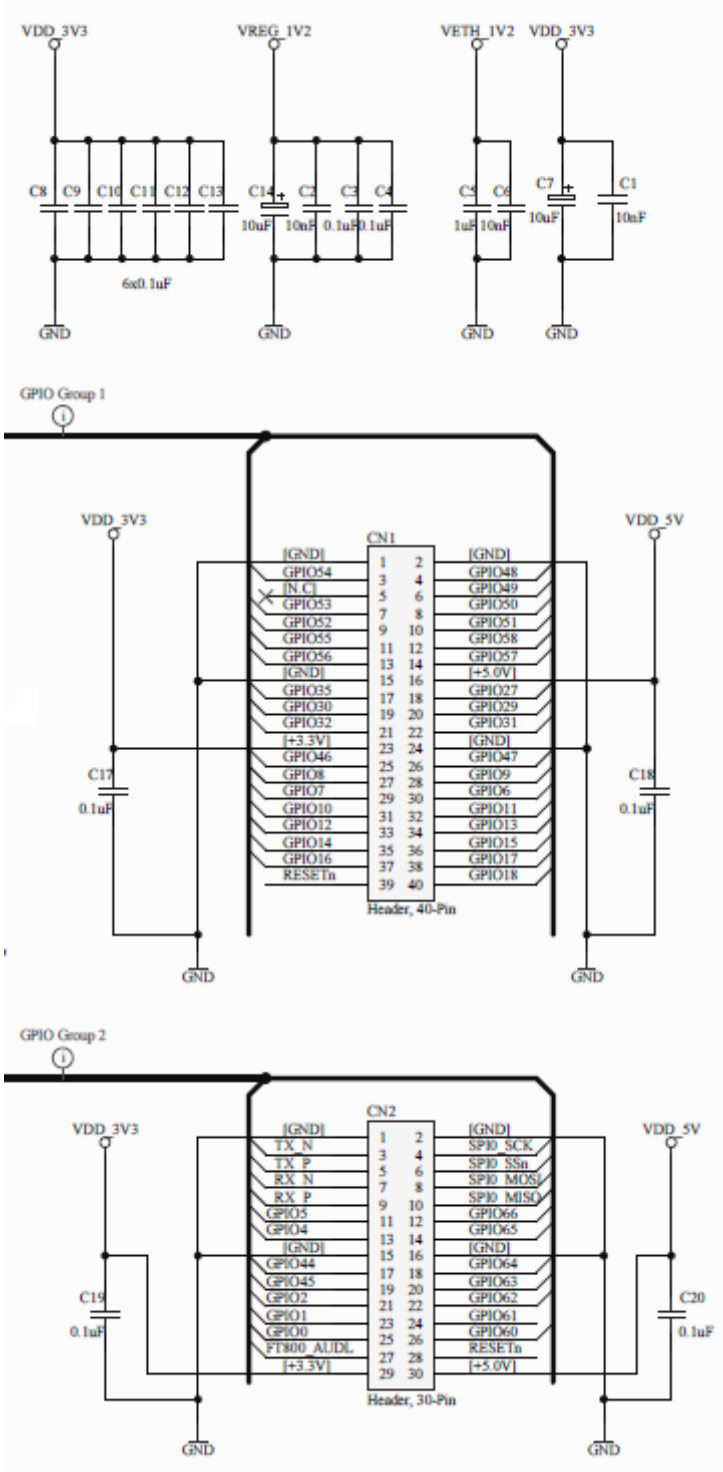 VDD_3V3 VREG_1V2 VETH_1V2 VDD_3V3
C8 C9 C10 C11 C12 C13 C14 + C2 C3 C4 C5 C6 C7 + C1
10uF 10nF 0.1uF 0.1uF 1uF 10nF 10uF 10nF
6x0.1uF
GND GND GND GND
GPIO Group 1
i
VDD_3V3 VDD_5V
CN1
[GND] 1 2 [GND]
GPIO54 3 4 GPIO48
[N.C] 5 6 GPIO49
GPIO53 7 8 GPIO50
GPIO52 9 10 GPIO51
GPIO55 11 12 GPIO58
GPIO56 13 14 GPIO57
[GND] 15 16 [+5.0V]
GPIO35 17 18 GPIO27
GPIO30 19 20 GPIO29
GPIO32 21 22 GPIO31
[+3.3V] 23 24 [GND]
GPIO46 25 26 GPIO47
GPIO8 27 28 GPIO9
GPIO7 29 30 GPIO6
GPIO10 31 32 GPIO11
GPIO12 33 34 GPIO13
GPIO14 35 36 GPIO15
GPIO16 37 38 GPIO17
RESETn 39 40 GPIO18
C17 C18
0.1uF 0.1uF
Header, 40-Pin
GND GND
GPIO Group 2
i
VDD_3V3 VDD_5V
CN2
[GND] 1 2 [GND]
TX_N 3 4 SPI0_SCK
TX_P 5 6 SPI0_SSn
RX_N 7 8 SPI0_MOSI
RX_P 9 10 SPI0_MISO
GPIO5 11 12 GPIO66
GPIO4 13 14 GPIO65
[GND] 15 16 [GND]
GPIO44 17 18 GPIO64
GPIO45 19 20 GPIO63
GPIO2 21 22 GPIO62
GPIO1 23 24 GPIO61
GPIO0 25 26 GPIO60
FT800_AUDL 27 28 RESETn
[+3.3V] 29 30 [+5.0V]
C19 C20
0.1uF 0.1uF
Header, 30-Pin
GND GND